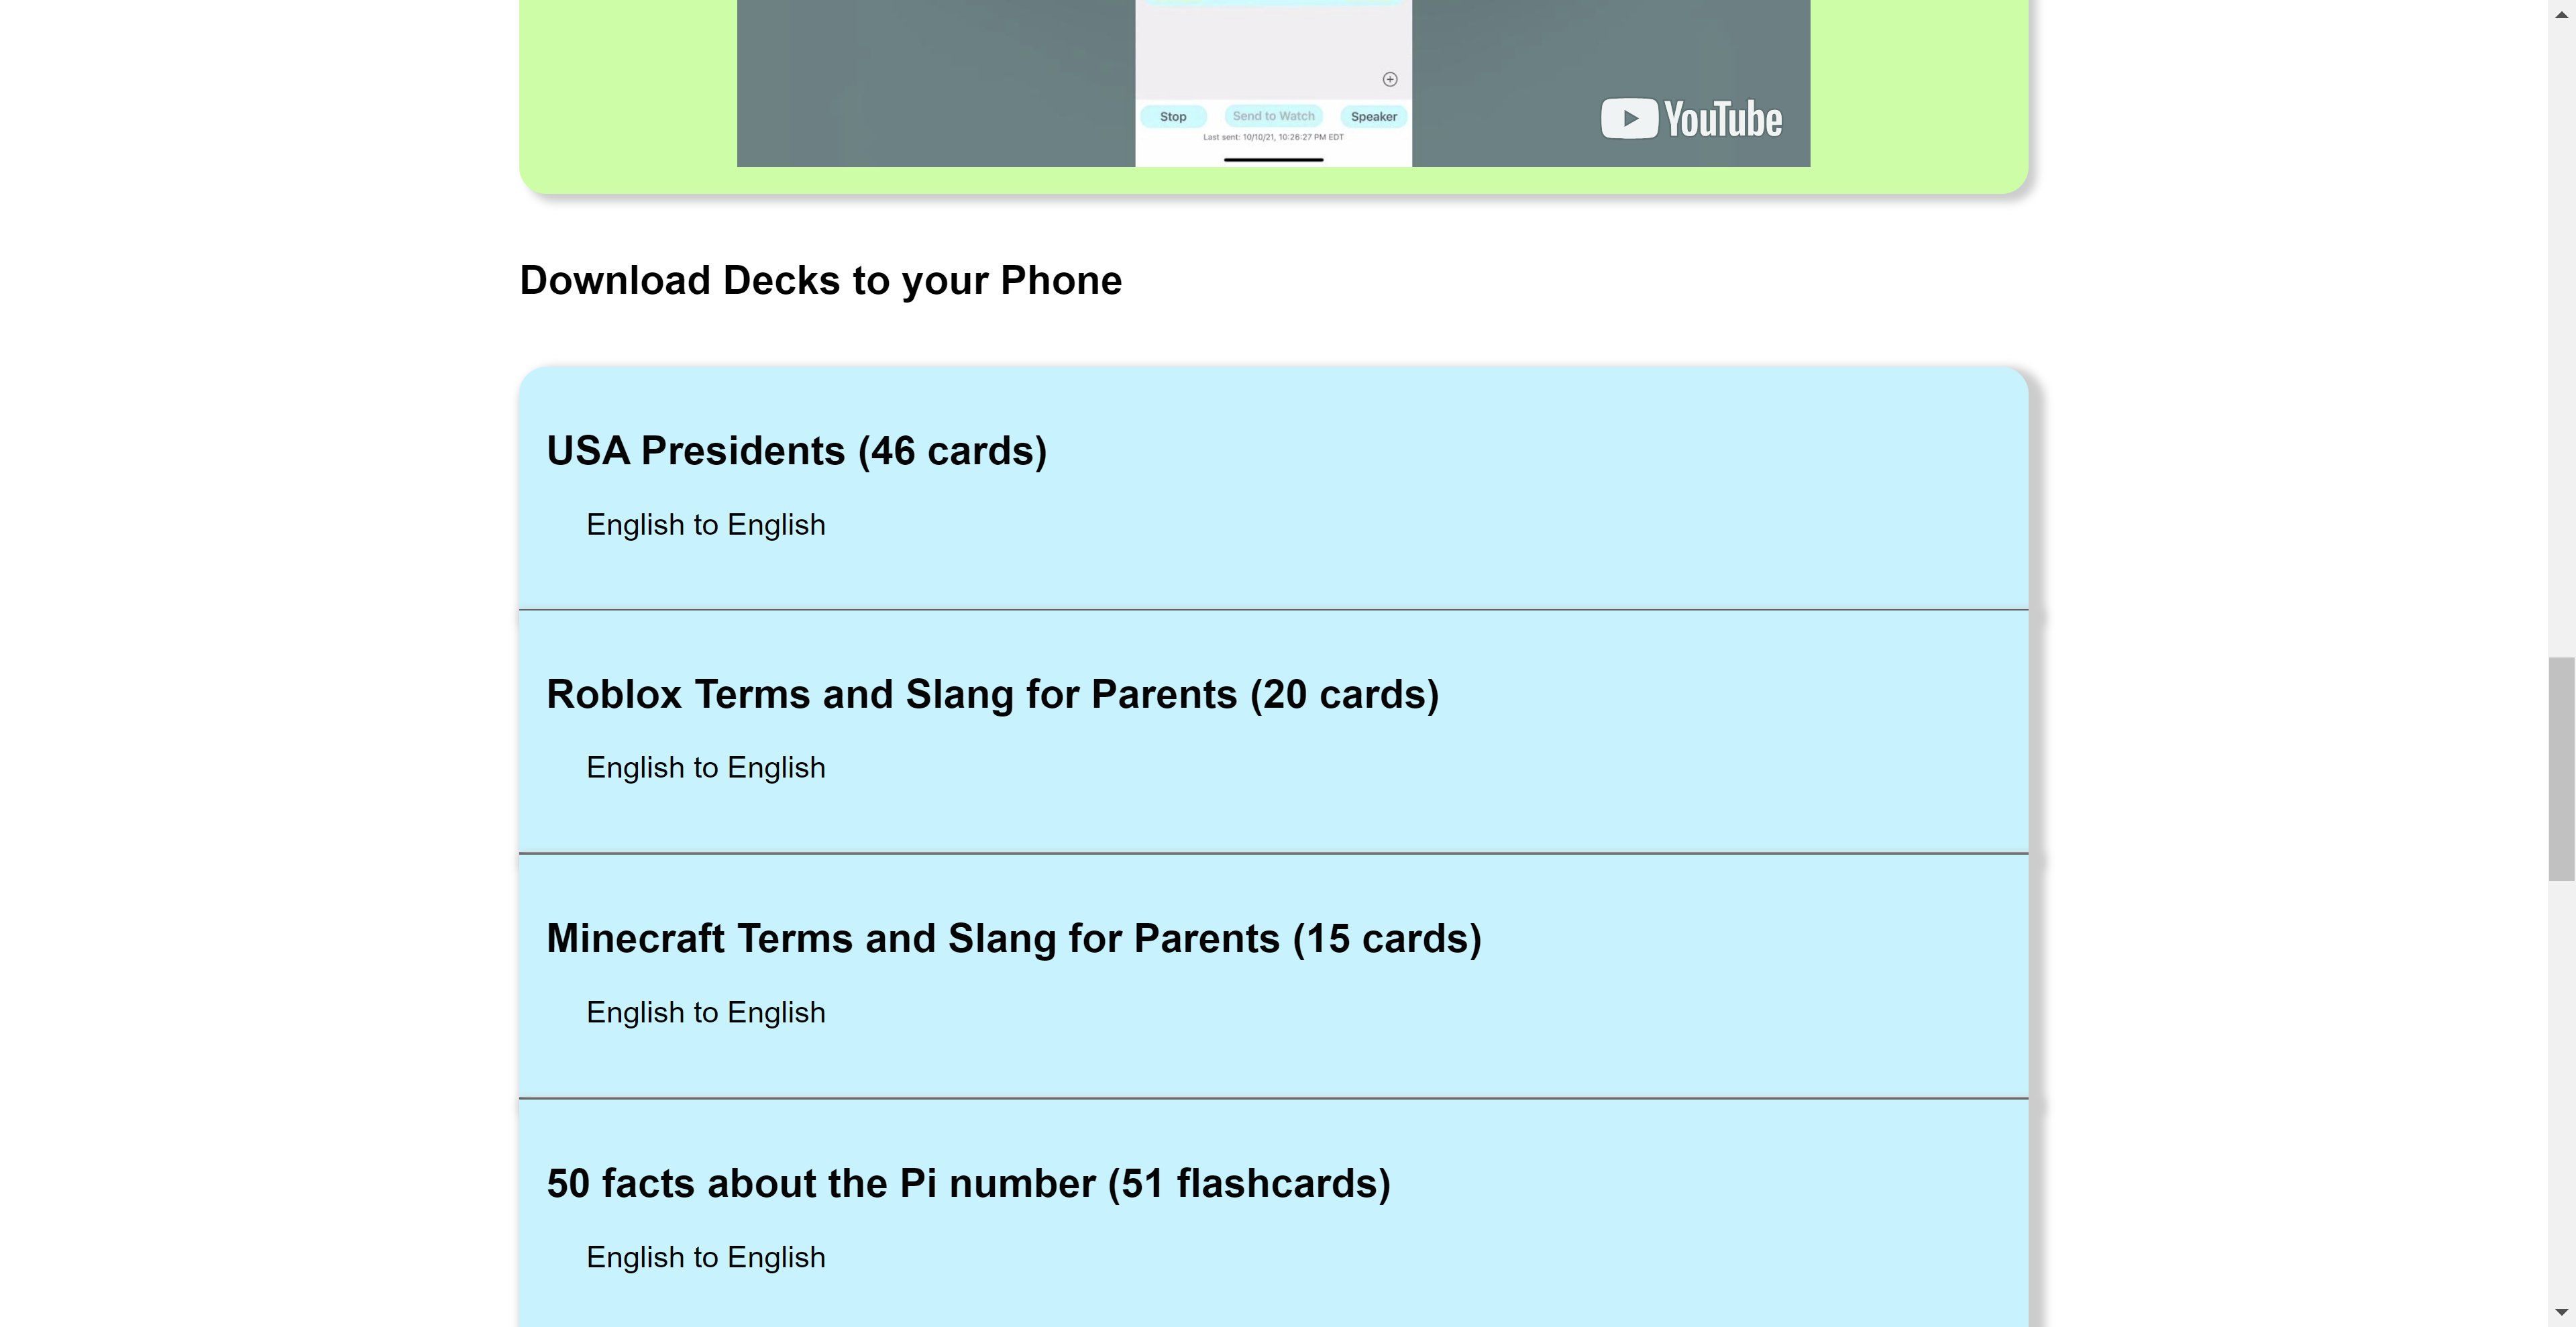 Stop
Send to Watch
Speaker
Last sent: 10/10/21, 10:26:27 PM EDT
YouTube
Download Decks to your Phone
USA Presidents (46 cards)
English to English
Roblox Terms and Slang for Parents (20 cards)
English to English
Minecraft Terms and Slang for Parents (15 cards)
English to English
50 facts about the Pi number (51 flashcards)
English to English